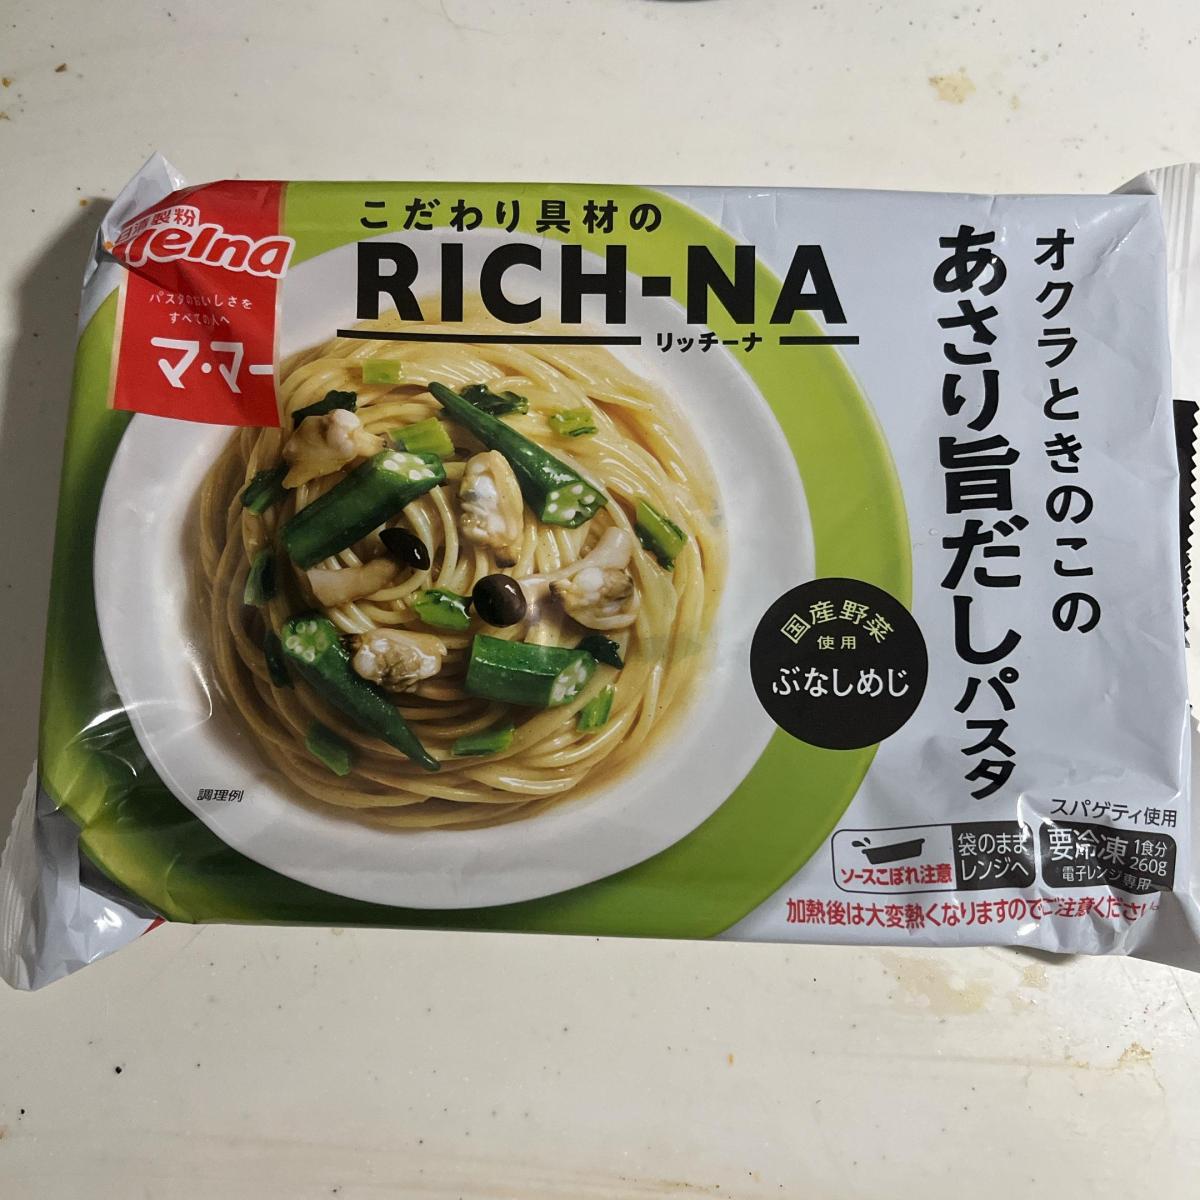 日清製粉
Welna
パスタのおいしさを
すべての人へ
マ・マー
こだわり具材の
RICH-NA
リッチーナ
オクラときのこの
あさり旨だしパスタ
国産野菜
使用
ぶなしめじ
調理例
スパゲティ使用
ソースこぼれ注意
袋のまま
レンジへ
要冷凍
1食分
260g
電子レンジ専用
加熱後は大変熱くなりますのでご注意ください。